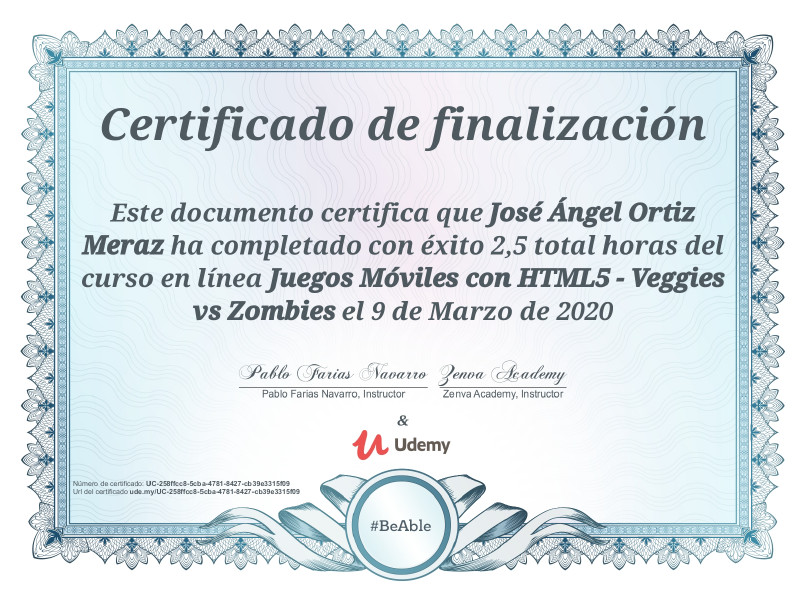 Certificado de finalización
Este documento certifica que José Ángel Ortiz
Meraz ha completado con éxito 2,5 total horas del
curso en línea Juegos Móviles con HTML5 - Veggies
vs Zombies el 9 de Marzo de 2020
Pablo Farias Navarro Zenva Academy
Pablo Farias Navarro, Instructor Zenva Academy, Instructor
&
Udemy
Número de certificado: UC-258ffcc8-5cba-4781-8427-cb39e3315f09
Url del certificado ude.my/UC-258ffcc8-5cba-4781-8427-cb39e3315f09
#BeAble